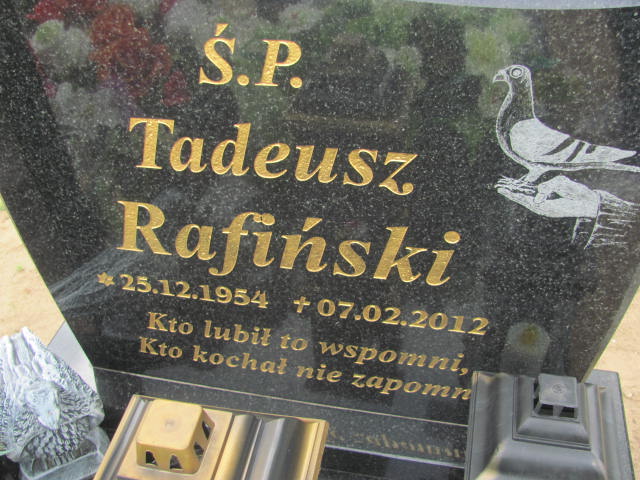 Ś.P.
Tadeusz
Rafiński
* 25.12.1954 + 07.02.2012
Kto lubił to wspomni,
Kto kochał nie zapomn